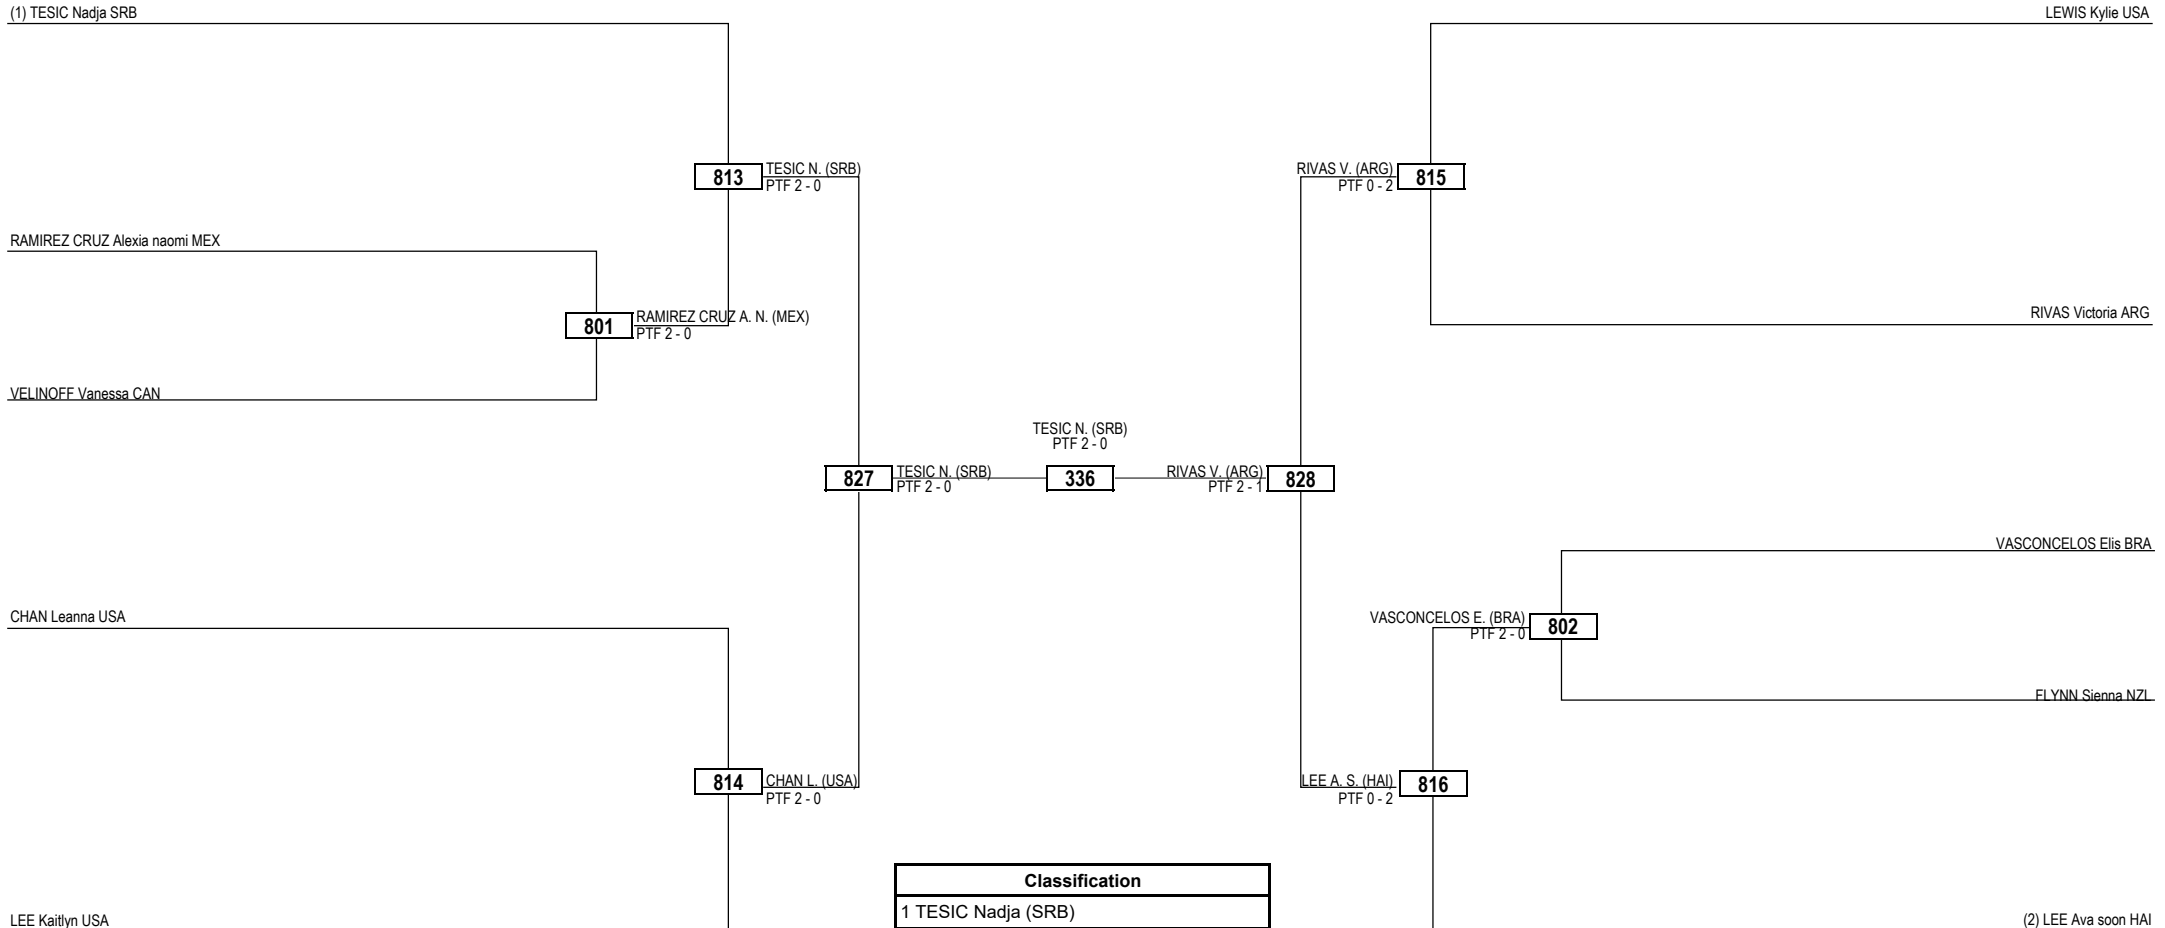 (1) TESIC Nadja SRB
LEWIS Kylie USA
813
TESIC N. (SRB)
PTF 2 - 0
RIVAS V. (ARG)
PTF 0 - 2
815
RAMIREZ CRUZ Alexia naomi MEX
801
RAMIREZ CRUZ A. N. (MEX)
PTF 2 - 0
RIVAS Victoria ARG
VELINOFF Vanessa CAN
TESIC N. (SRB)
PTF 2 - 0
827
TESIC N. (SRB)
PTF 2 - 0
336
RIVAS V. (ARG)
PTF 2 - 1
828
VASCONCELOS Elis BRA
CHAN Leanna USA
VASCONCELOS E. (BRA)
PTF 2 - 0
802
FLYNN Sienna NZL
814
CHAN L. (USA)
PTF 2 - 0
LEE A. S. (HAI)
PTF 0 - 2
816
Classification
1 TESIC Nadja (SRB)
LEE Kaitlyn USA
(2) LEE Ava soon HAI